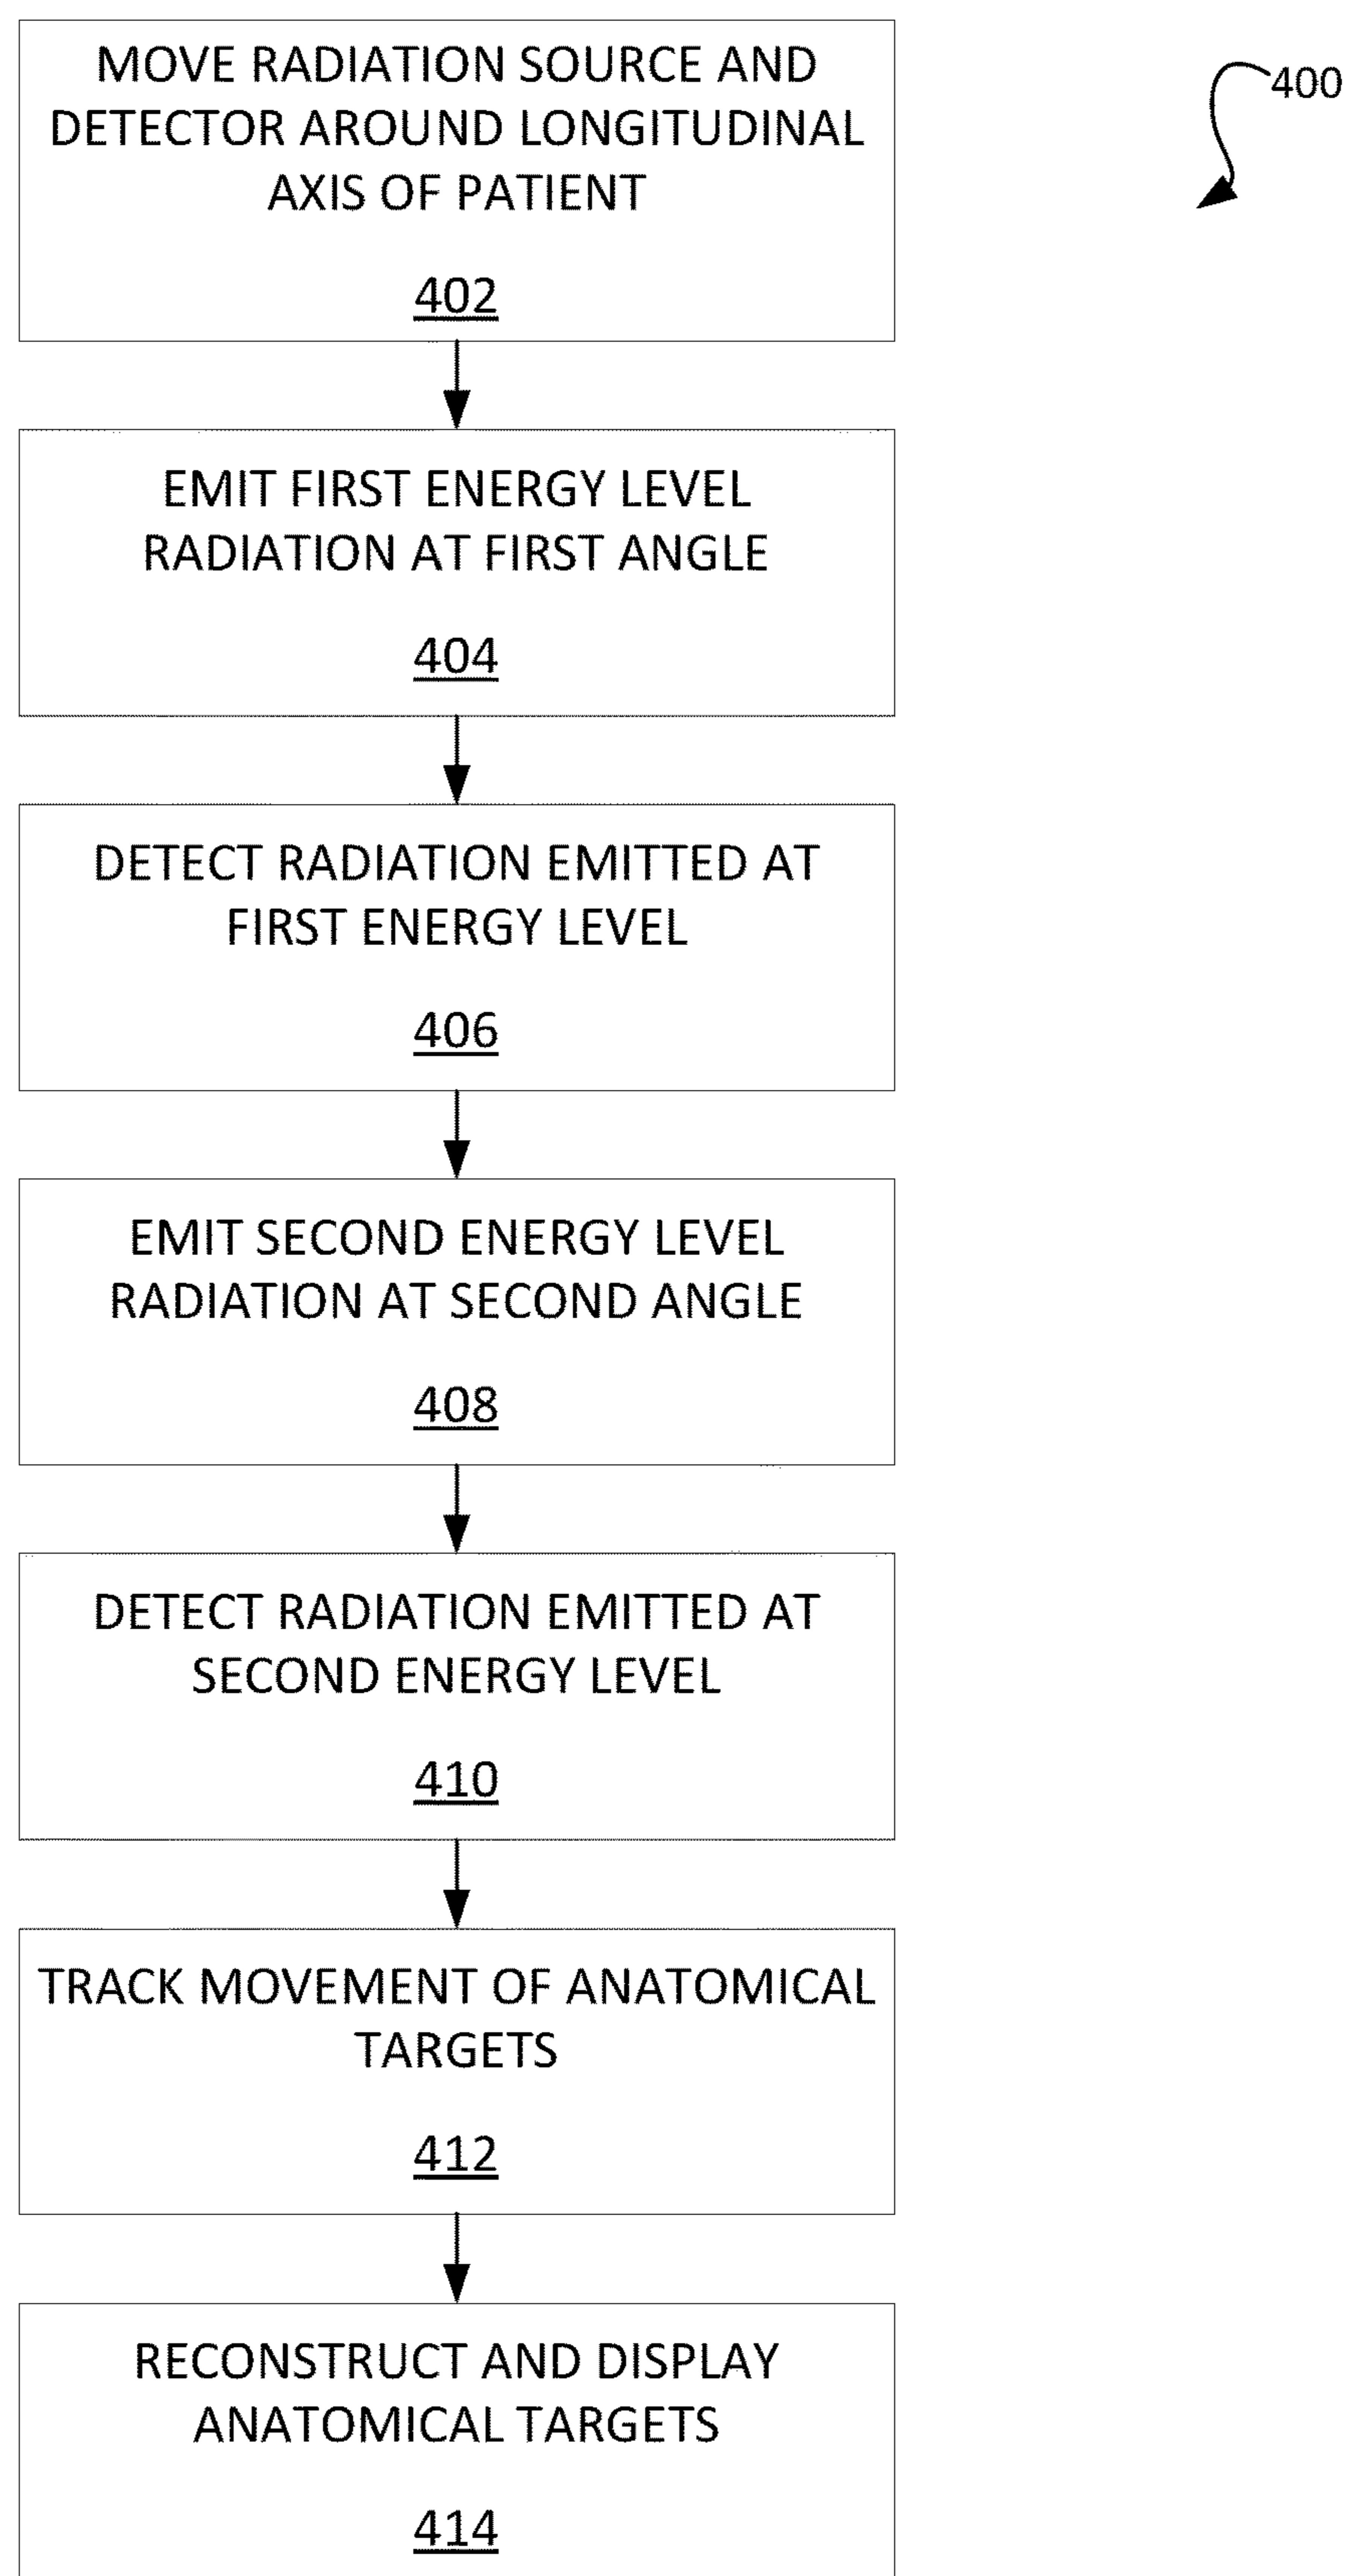 MOVE RADIATION SOURCE AND
DETECTOR AROUND LONGITUDINAL
AXIS OF PATIENT
402
400
EMIT FIRST ENERGY LEVEL
RADIATION AT FIRST ANGLE
404
DETECT RADIATION EMITTED AT
FIRST ENERGY LEVEL
406
EMIT SECOND ENERGY LEVEL
RADIATION AT SECOND ANGLE
408
DETECT RADIATION EMITTED AT
SECOND ENERGY LEVEL
410
TRACK MOVEMENT OF ANATOMICAL
TARGETS
412
RECONSTRUCT AND DISPLAY
ANATOMICAL TARGETS
414